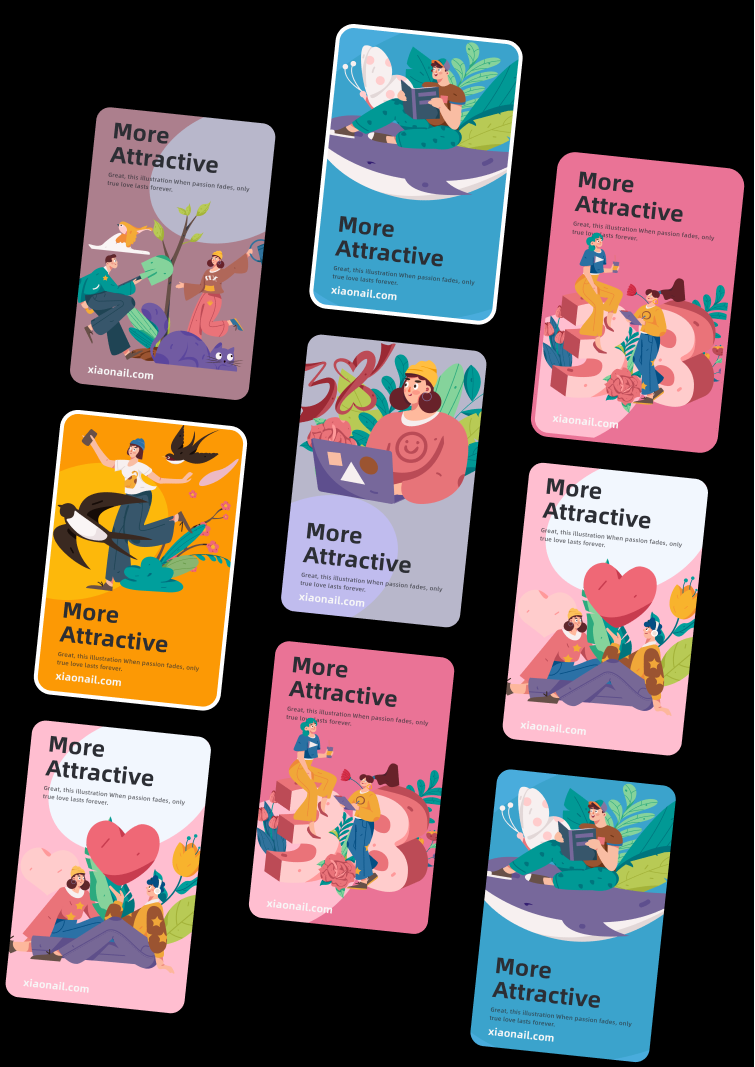 More
Attractive
Great, this illustration When passion fades, only
true love lasts forever.
xiaonail.com
More
Attractive
Great, this illustration When passion fades, only
true love lasts forever.
xiaonail.com
More
Attractive
Great, this illustration When passion fades, only
true love lasts forever.
38
xiaonail.com
More
Attractive
Great, this illustration When passion fades, only
true love lasts forever.
xiaonail.com
38
More
Attractive
Great, this illustration When passion fades, only
true love lasts forever.
xiaonail.com
More
Attractive
Great, this illustration When passion fades, only
true love lasts forever.
xiaonail.com
More
Attractive
Great, this illustration When passion fades, only
true love lasts forever.
xiaonail.com
More
Attractive
Great, this illustration When passion fades, only
true love lasts forever.
38
xiaonail.com
More
Attractive
Great, this illustration When passion fades, only
true love lasts forever.
xiaonail.com